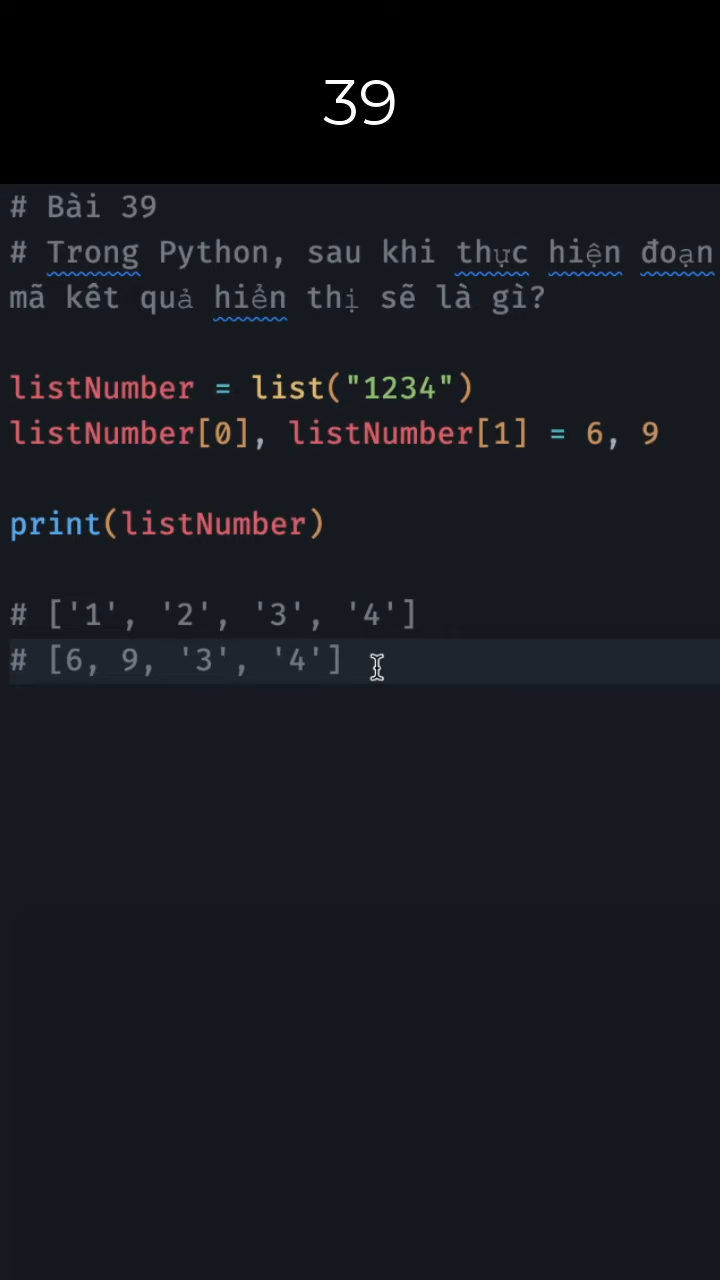 39
# Bài 39
# Trong Python, sau khi thực hiện đoạn
mã kết quả hiển thị sẽ là gì?
listNumber = list("1234")
listNumber[0], listNumber[1] = 6, 9
print(listNumber)
# ['1', '2', '3', '4']
# [6, 9, '3', '4']